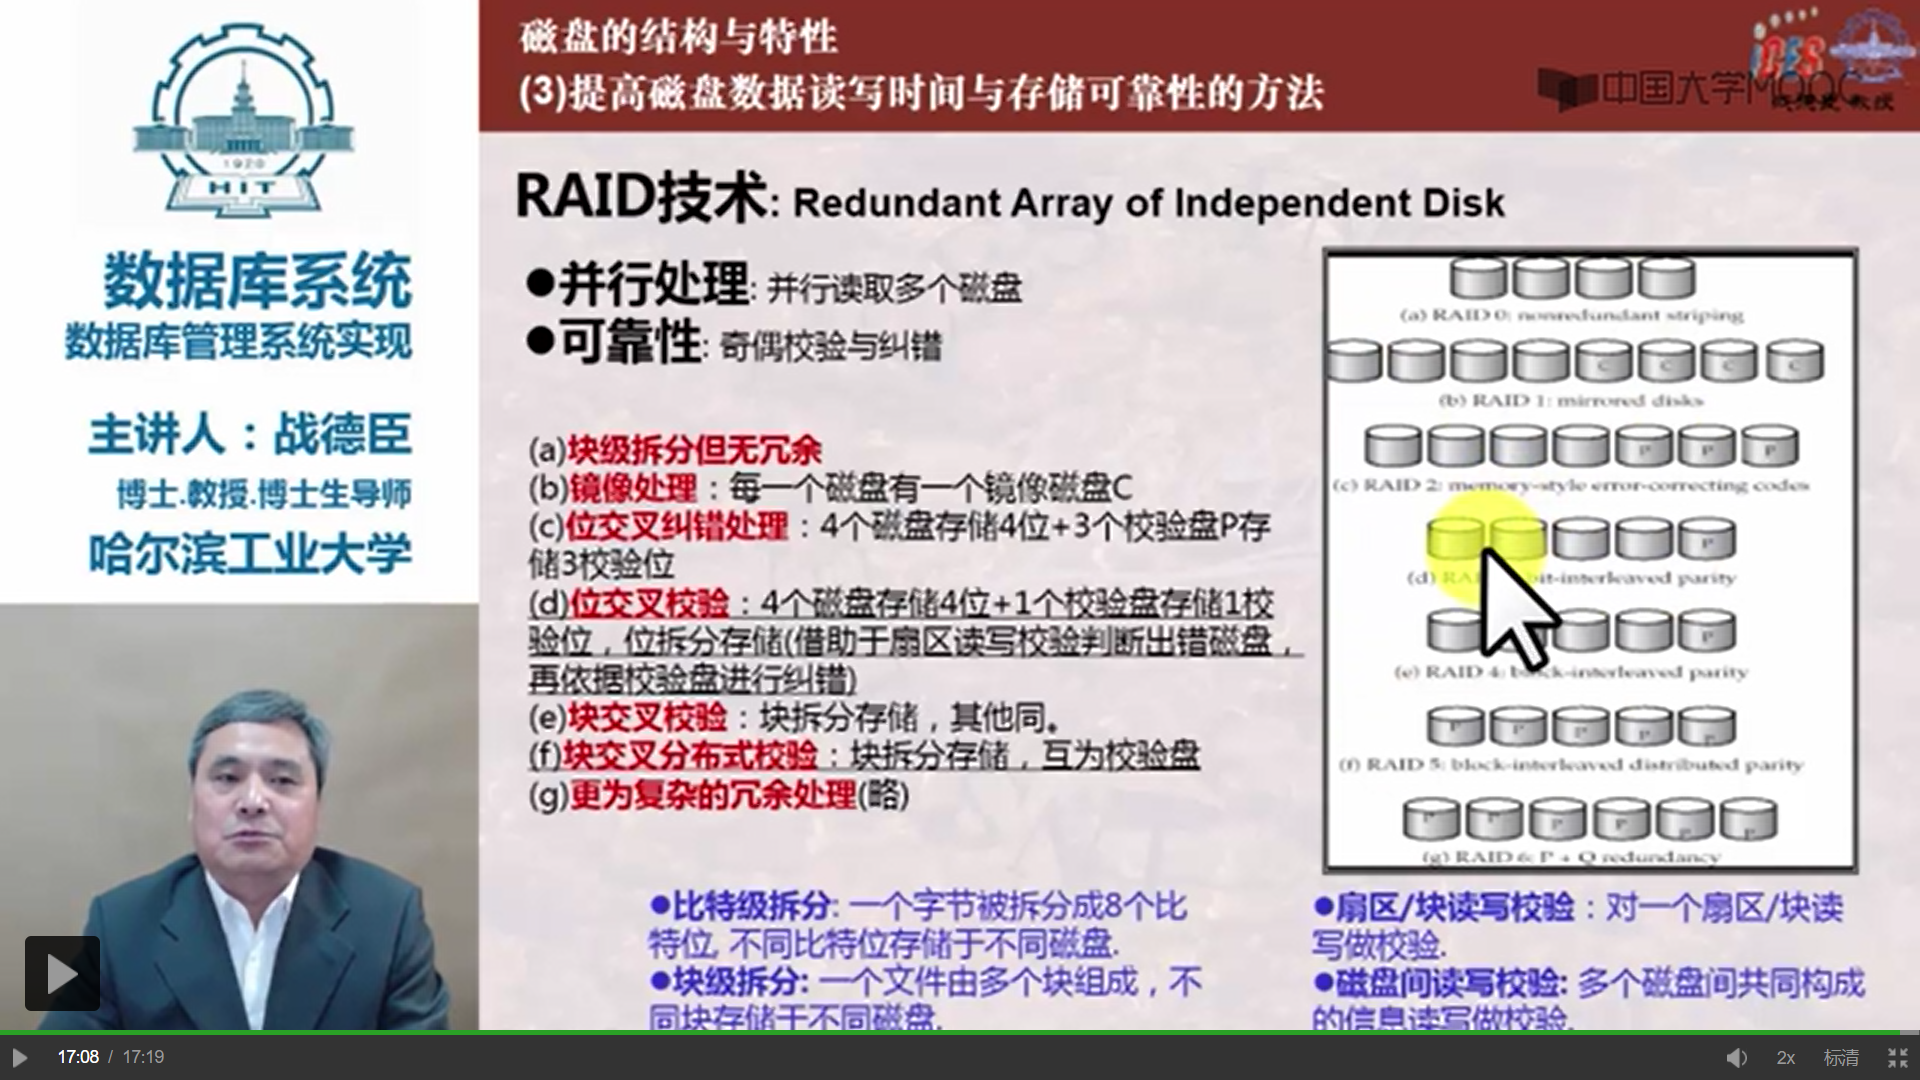 1920
HIT
数据库系统
数据库管理系统实现
主讲人：战德臣
博士.教授.博士生导师
哈尔滨工业大学
磁盘的结构与特性
(3)提高磁盘数据读写时间与存储可靠性的方法
中国大学MOOC
RAID技术: Redundant Array of Independent Disk
●并行处理: 并行读取多个磁盘
●可靠性: 奇偶校验与纠错
(a)块级拆分但无冗余
(b)镜像处理：每一个磁盘有一个镜像磁盘C
(c)位交叉纠错处理：4个磁盘存储4位+3个校验盘P存
储3校验位
(d)位交叉校验：4个磁盘存储4位+1个校验盘存储1校
验位，位拆分存储(借助于扇区读写校验判断出错磁盘，
再依据校验盘进行纠错)
(e)块交叉校验：块拆分存储，其他同。
(f)块交叉分布式校验：块拆分存储，互为校验盘
(g)更为复杂的冗余处理(略)
(a) RAID 0: nonredundant striping
C C C C
(b) RAID 1: mirrored disks
P P P
(c) RAID 2: memory-style error-correcting codes
P
(d) RAI bit-interleaved parity
P
(e) RAID 4: block-interleaved parity
P P P P P
(f) RAID 5: block-interleaved distributed parity
P P P P P P
(g) RAID 6: P + Q redundancy
●比特级拆分: 一个字节被拆分成8个比
特位, 不同比特位存储于不同磁盘.
●块级拆分: 一个文件由多个块组成，不
同块存储于不同磁盘.
●扇区/块读写校验：对一个扇区/块读
写做校验.
●磁盘间读写校验: 多个磁盘间共同构成
的信息读写做校验.
17:08 / 17:19
2x
标清